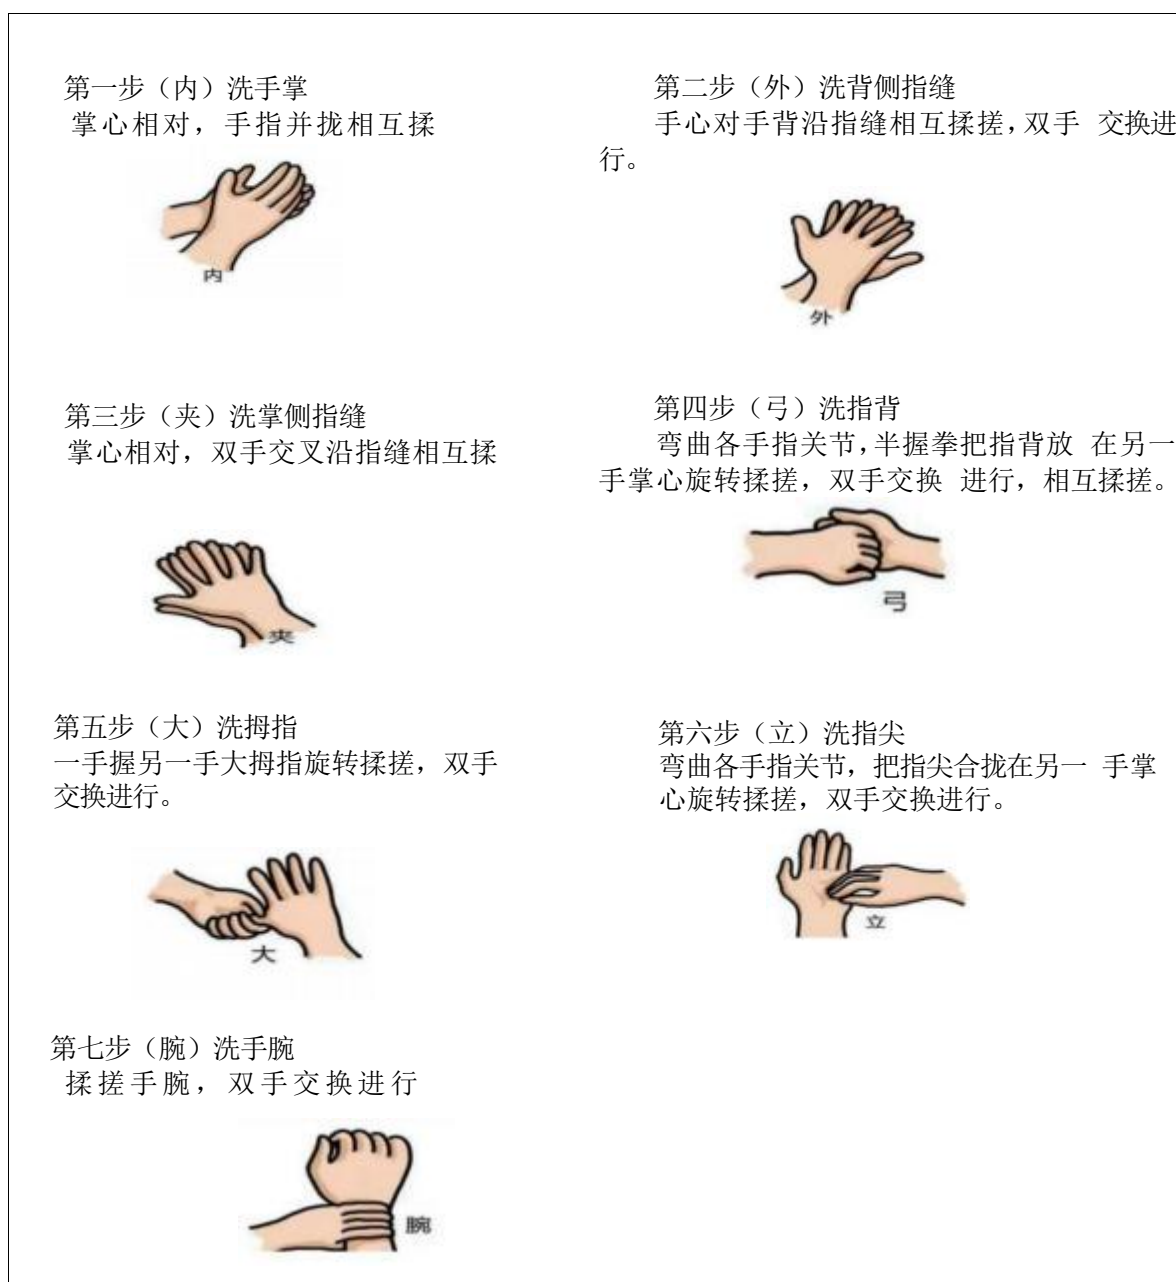 第一步（内）洗手掌
掌心相对，手指并拢相互揉
内
第二步（外）洗背侧指缝
手心对手背沿指缝相互揉搓，双手 交换进
行。
外
第三步（夹）洗掌侧指缝
掌心相对，双手交叉沿指缝相互揉
夹
第四步（弓）洗指背
弯曲各手指关节，半握拳把指背放 在另一
手掌心旋转揉搓，双手交换 进行，相互揉搓。
弓
第五步（大）洗拇指
一手握另一手大拇指旋转揉搓，双手
交换进行。
大
第六步（立）洗指尖
弯曲各手指关节，把指尖合拢在另一 手掌
心旋转揉搓，双手交换进行。
立
第七步（腕）洗手腕
揉搓手腕，双手交换进行
腕